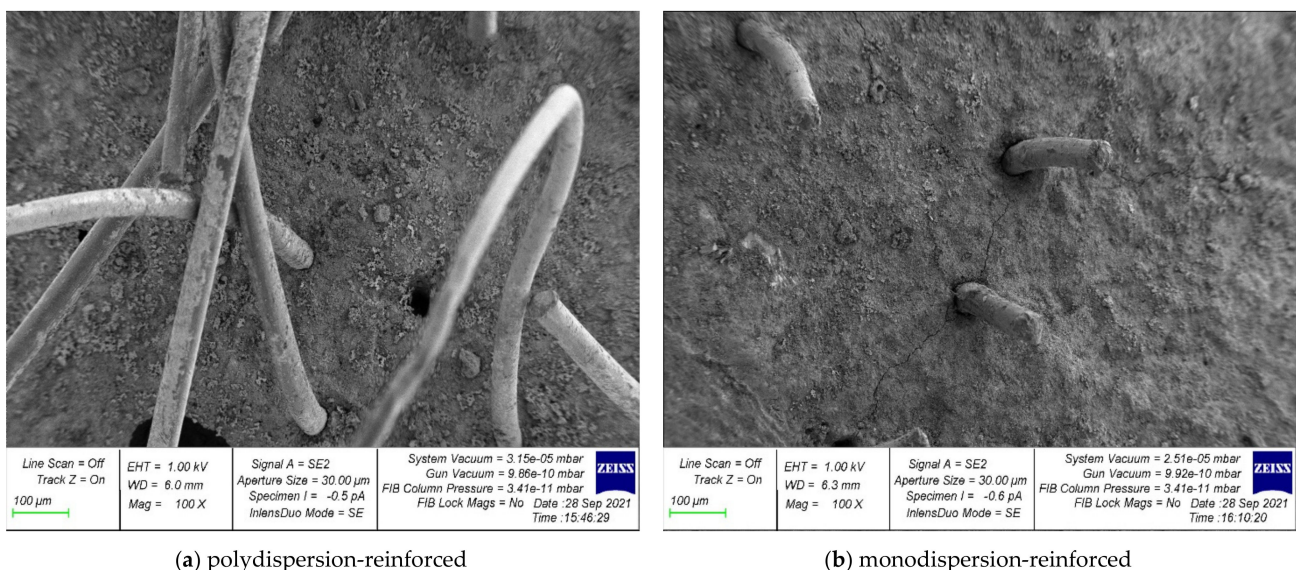 Line Scan = Off
Track Z = On
100 µm
EHT = 1.00 kV
WD = 6.0 mm
Mag = 100 X
Signal A = SE2
Aperture Size = 30.00 µm
Specimen I = -0.5 pA
InlensDuo Mode = SE
System Vacuum = 3.15e-05 mbar
Gun Vacuum = 9.86e-10 mbar
FIB Column Pressure = 3.41e-11 mbar
FIB Lock Mags = No Date :28 Sep 2021
Time :15:46:29
ZEISS
Line Scan = Off
Track Z = On
100 µm
EHT = 1.00 kV
WD = 6.3 mm
Mag = 100 X
Signal A = SE2
Aperture Size = 30.00 µm
Specimen I = -0.6 pA
InlensDuo Mode = SE
System Vacuum = 2.51e-05 mbar
Gun Vacuum = 9.92e-10 mbar
FIB Column Pressure = 3.41e-11 mbar
FIB Lock Mags = No Date :28 Sep 2021
Time :16:10:20
ZEISS
(a) polydispersion-reinforced
(b) monodispersion-reinforced